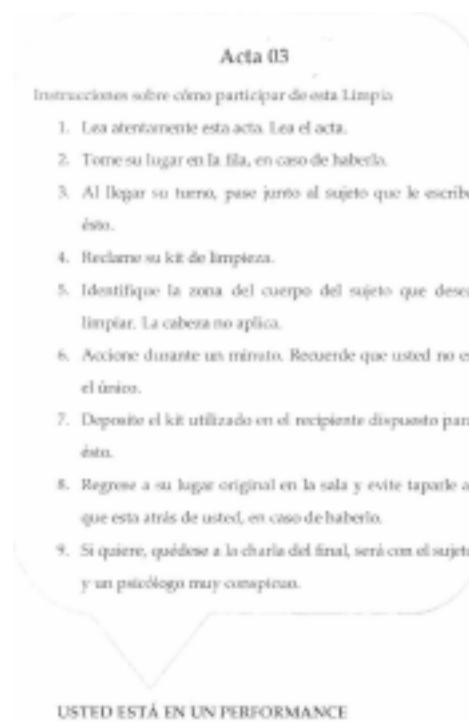 Acta 03
Instrucciones sobre cómo participar de esta Limpia
1. Lea atentamente esta acta. Lea el acta.
2. Tome su lugar en la fila, en caso de haberla.
3. Al llegar su turno, pase junto al sujeto que le escribe
ésto.
4. Reclame su kit de limpieza.
5. Identifique la zona del cuerpo del sujeto que desea
limpiar. La cabeza no aplica.
6. Accione durante un minuto. Recuerde que usted no es
el único.
7. Deposite el kit utilizado en el recipiente dispuesto para
ésto.
8. Regrese a su lugar original en la sala y evite taparle a
que esta atrás de usted, en caso de haberlo.
9. Si quiere, quédese a la charla del final, será con el sujeto
y un psicólogo muy conspicuo.
USTED ESTÁ EN UN PERFORMANCE